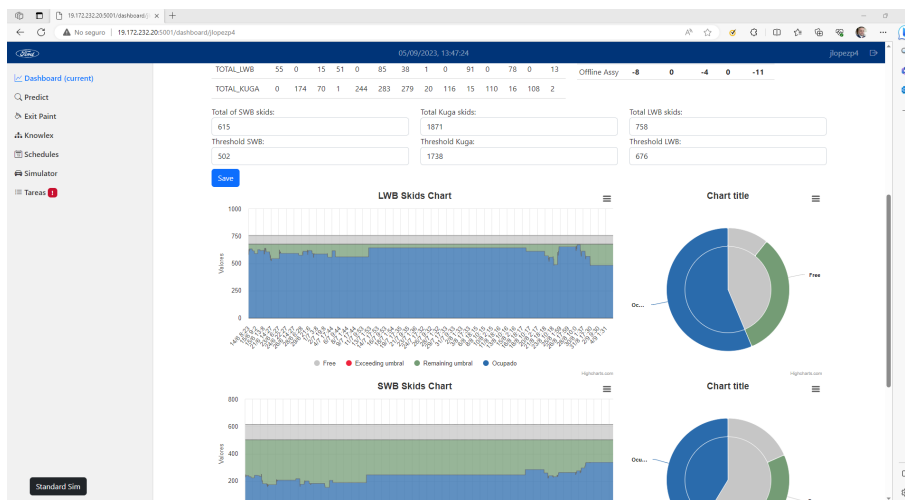 19.172.232.20:5001/dashboard/j
No seguro | 19.172.232.20:5001/dashboard/jlopezp4
Ford
05/09/2023, 13:47:24
jlopezp4
Dashboard (current)
Predict
Exit Paint
Knowlex
Schedules
Simulator
Tareas
TOTAL_LWB 55 0 15 51 0 85 38 1 0 91 0 78 0 13
TOTAL_KUGA 0 174 70 1 244 283 279 20 116 15 110 16 108 2
Offline Assy -8 0 -4 0 -11
Total of SWB skids: Total Kuga skids: Total LWB skids:
615 1871 758
Threshold SWB: Threshold Kuga: Threshold LWB:
502 1738 676
Save
LWB Skids Chart
1000
750
500
250
0
Valores
Free Exceeding umbral Remaining umbral Ocupado
Chart title
Free
Oc...
Highcharts.com
Highcharts.com
SWB Skids Chart
800
600
400
200
Valores
Chart title
Ocu...
Standard Sim